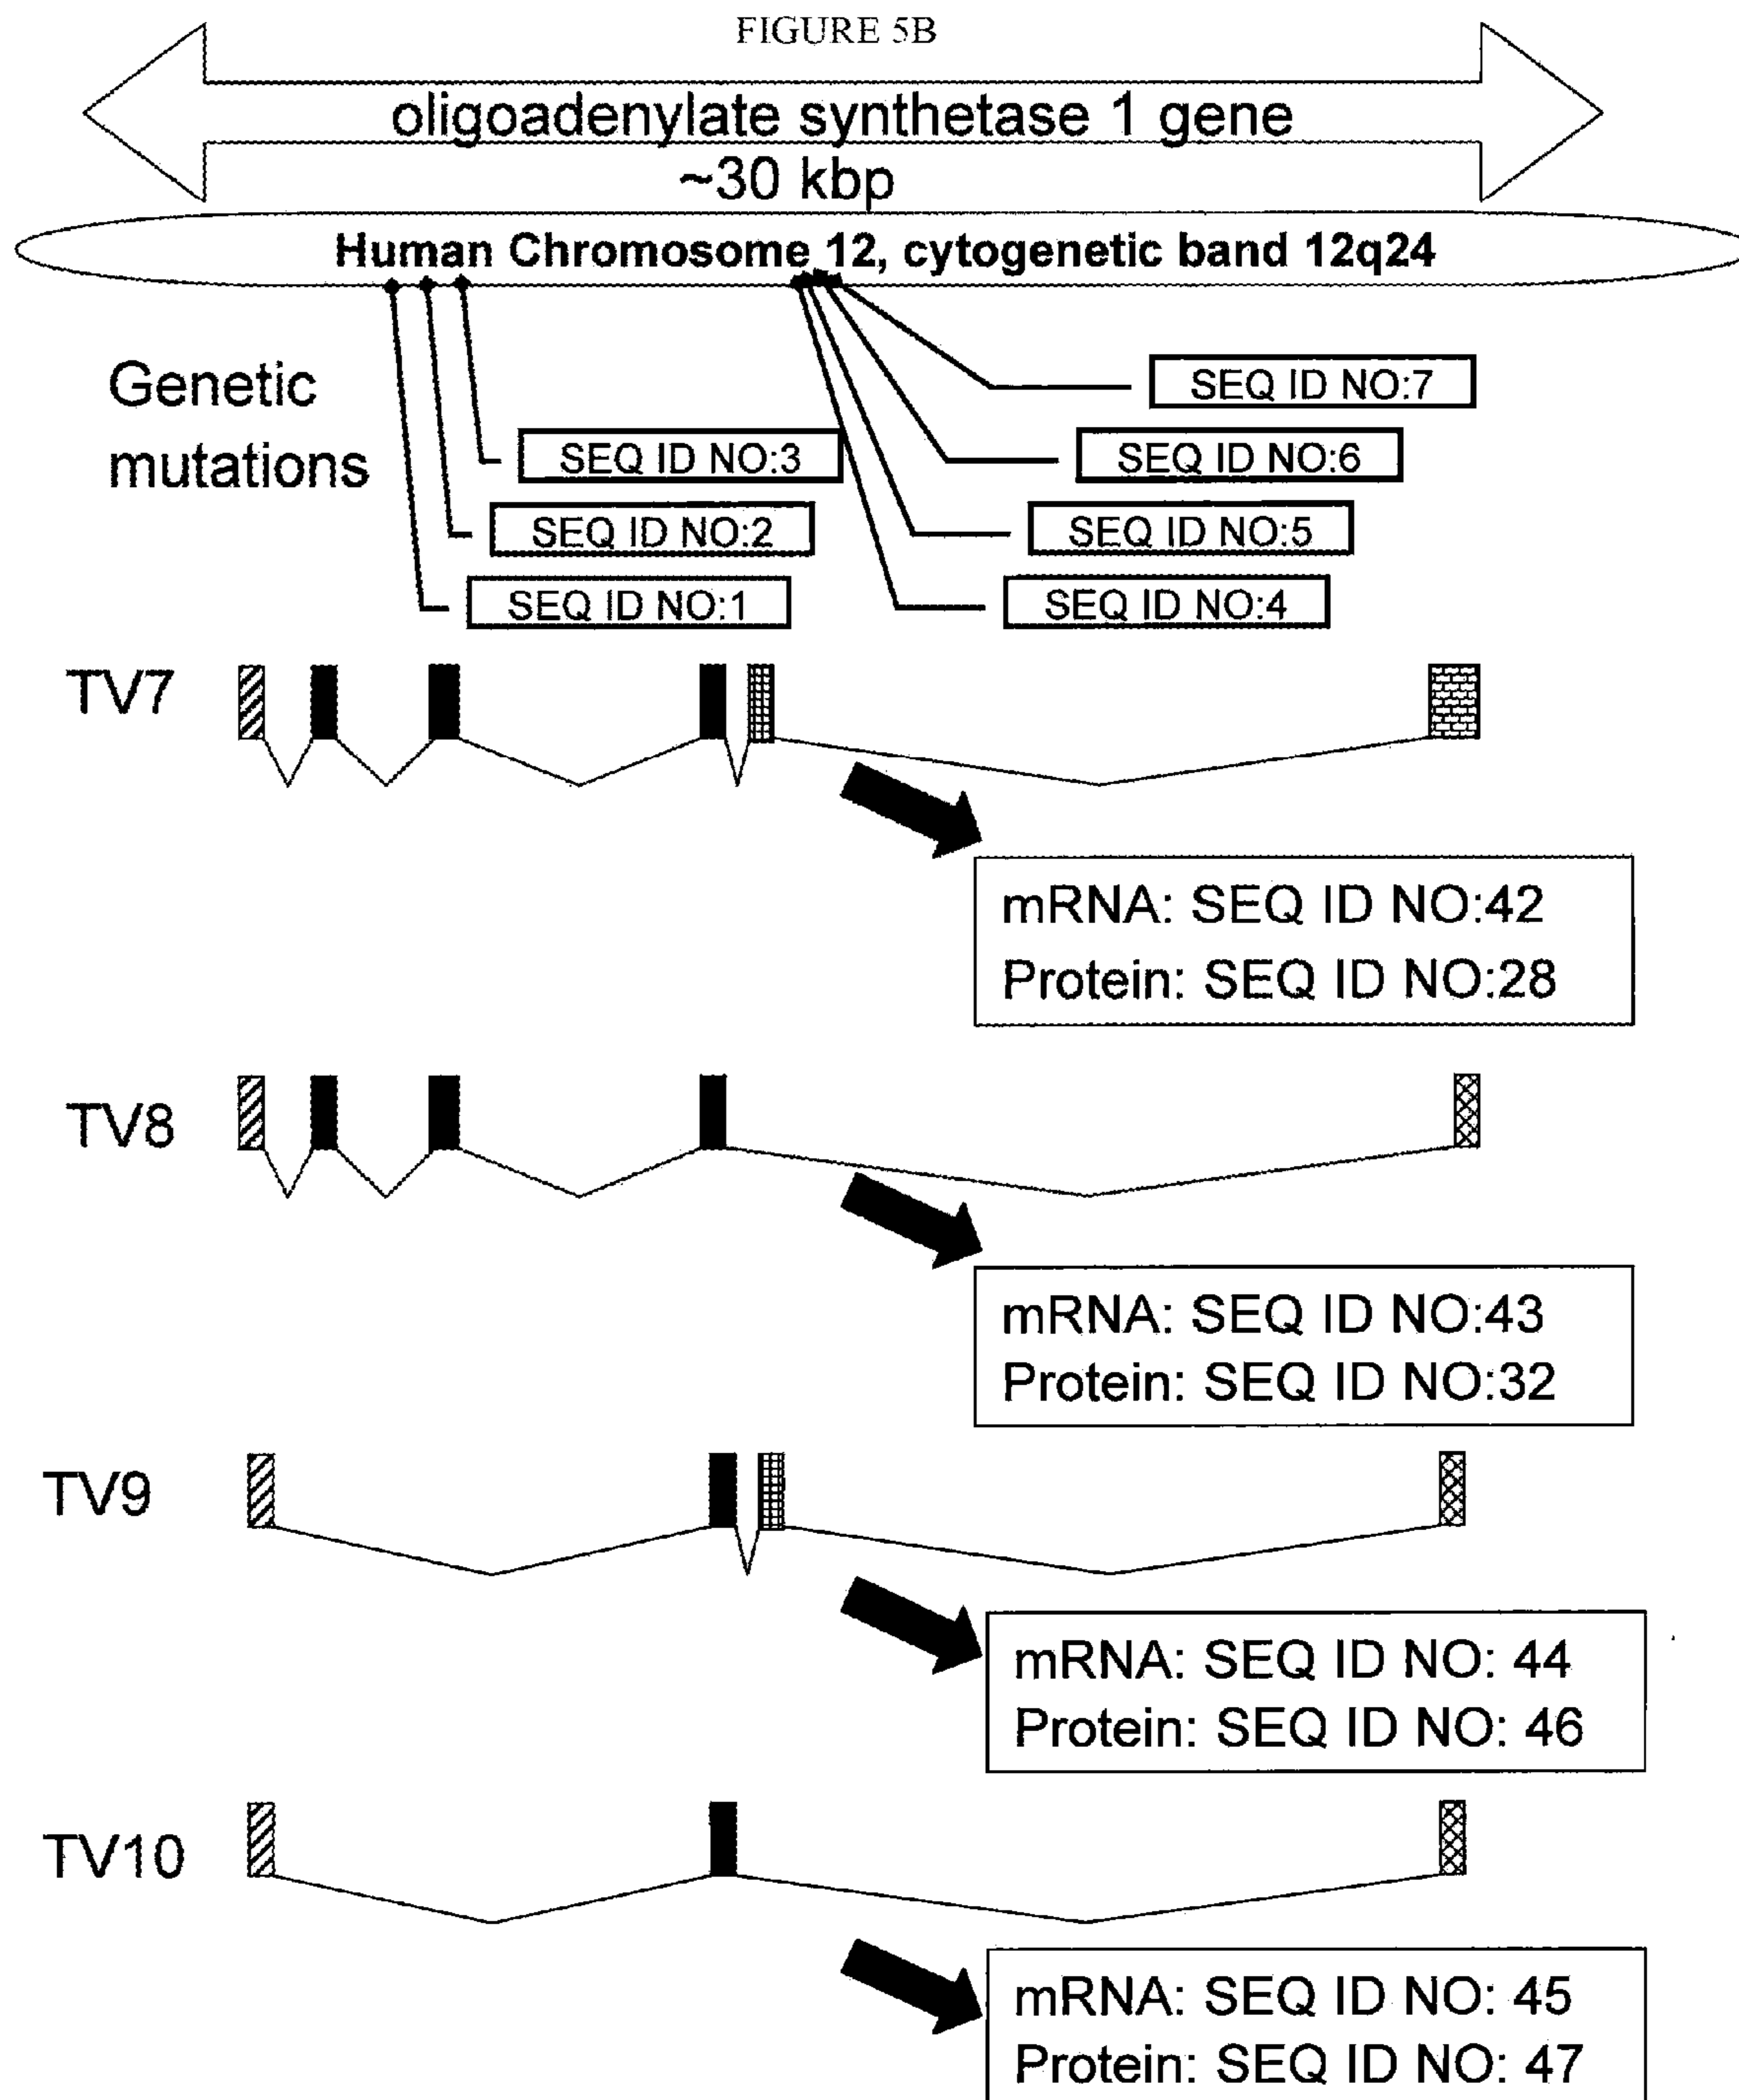 FIGURE 5B
oligoadenylate synthetase 1 gene
~30 kbp
Human Chromosome 12, cytogenetic band 12q24
Genetic
mutations
SEQ ID NO:7
SEQ ID NO:3
SEQ ID NO:6
SEQ ID NO:2
SEQ ID NO:5
SEQ ID NO:1
SEQ ID NO:4
TV7
mRNA: SEQ ID NO:42
Protein: SEQ ID NO:28
TV8
mRNA: SEQ ID NO:43
Protein: SEQ ID NO:32
TV9
mRNA: SEQ ID NO: 44
Protein: SEQ ID NO: 46
TV10
mRNA: SEQ ID NO: 45
Protein: SEQ ID NO: 47